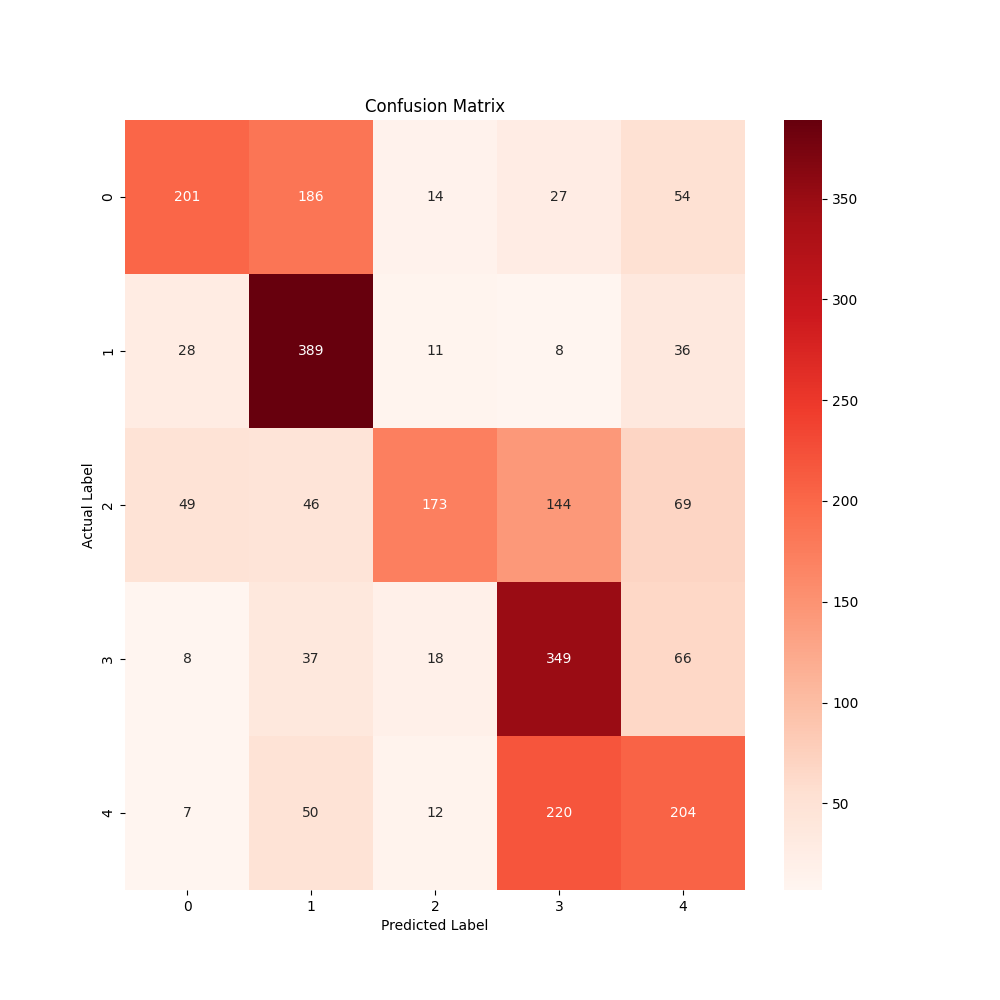 Confusion Matrix
0 201 186 14 27 54
1 28 389 11 8 36
2 49 46 173 144 69
3 8 37 18 349 66
4 7 50 12 220 204
0 1 2 3 4
Predicted Label
Actual Label
350
300
250
200
150
100
50